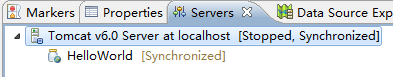 Markers Properties Servers Data Source Exp
Tomcat v6.0 Server at localhost [Stopped, Synchronized]
HelloWorld [Synchronized]